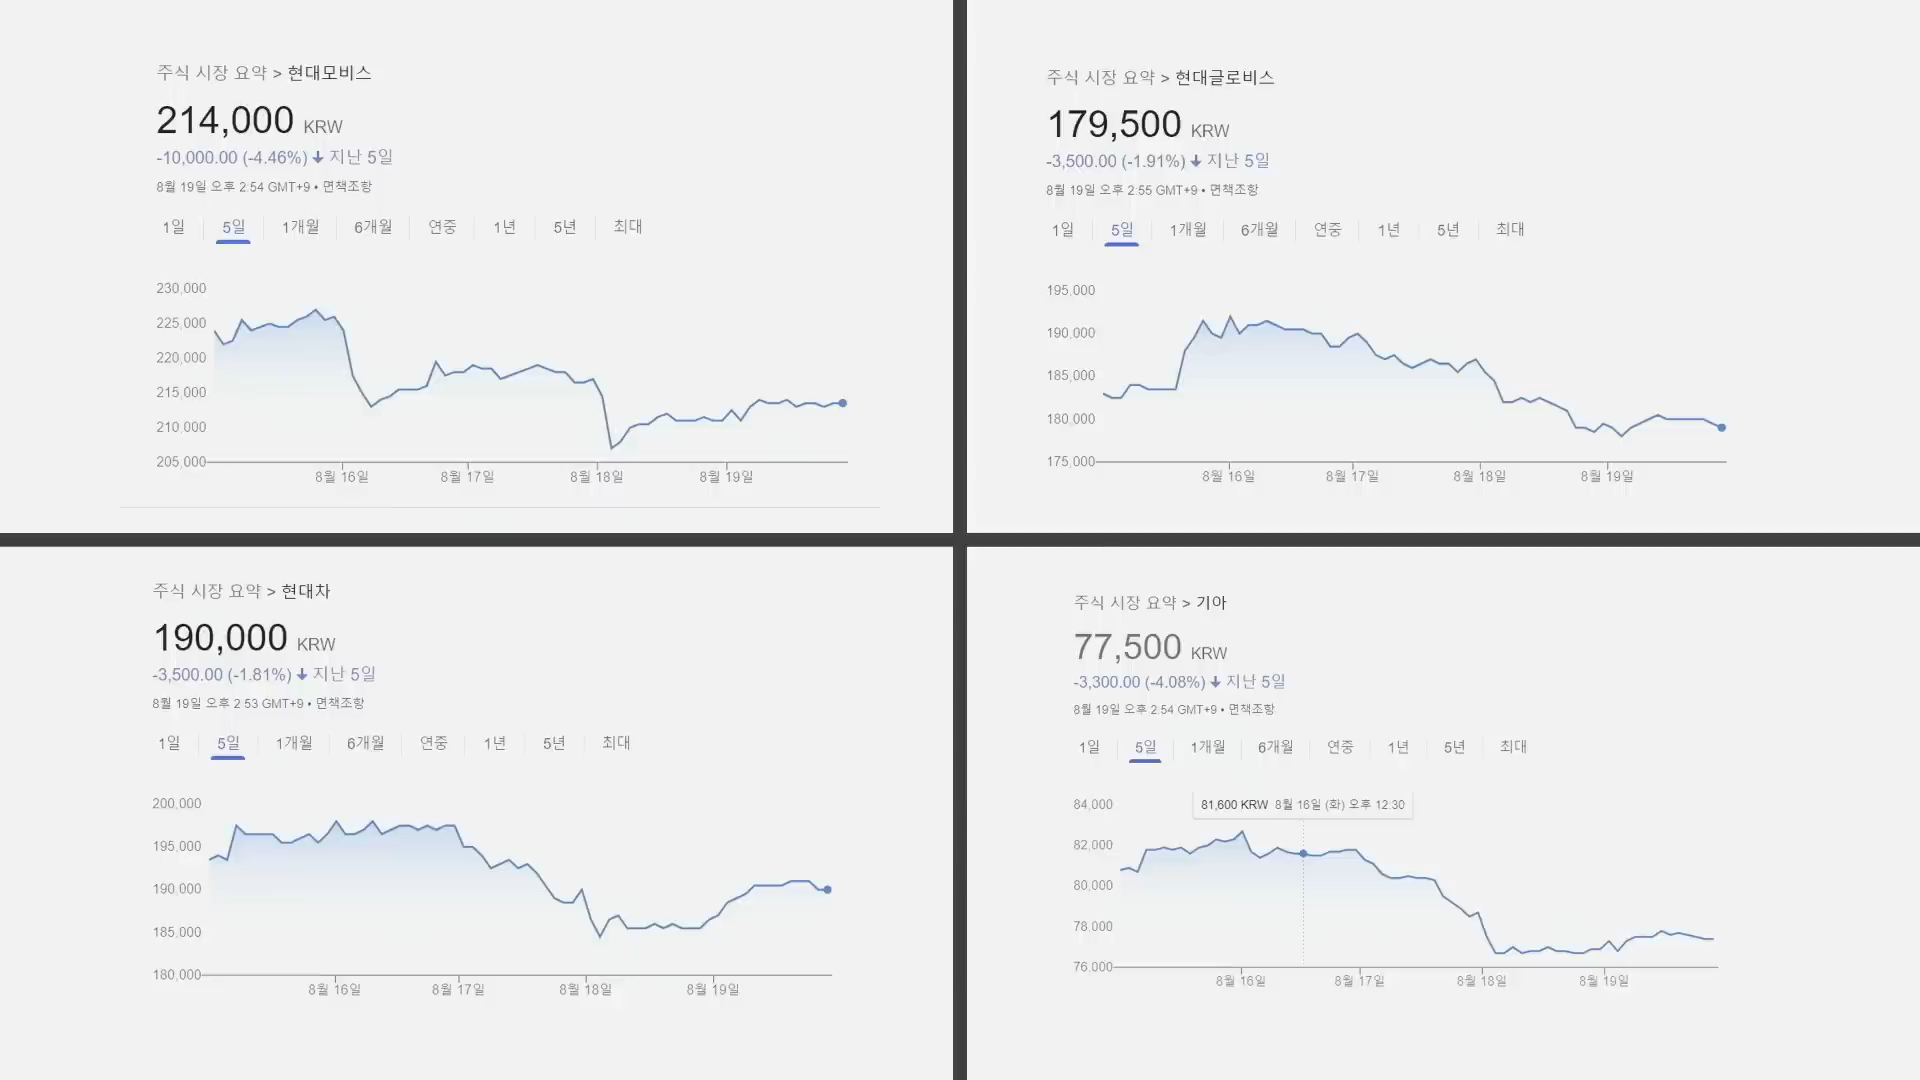 주식 시장 요약 > 현대모비스
214,000 KRW
-10,000.00 (-4.46%) ↓ 지난 5일
8월 19일 오후 2:54 GMT+9 • 면책조항
1일 5일 1개월 6개월 연중 1년 5년 최대
230,000
225,000
220,000
215,000
210,000
205,000
8월 16일 8월 17일 8월 18일 8월 19일
주식 시장 요약 > 현대글로비스
179,500 KRW
-3,500.00 (-1.91%) ↓ 지난 5일
8월 19일 오후 2:55 GMT+9 • 면책조항
1일 5일 1개월 6개월 연중 1년 5년 최대
195,000
190,000
185,000
180,000
175,000
8월 16일 8월 17일 8월 18일 8월 19일
주식 시장 요약 > 현대차
190,000 KRW
-3,500.00 (-1.81%) ↓ 지난 5일
8월 19일 오후 2:53 GMT+9 • 면책조항
1일 5일 1개월 6개월 연중 1년 5년 최대
200,000
195,000
190,000
185,000
180,000
8월 16일 8월 17일 8월 18일 8월 19일
주식 시장 요약 > 기아
77,500 KRW
-3,300.00 (-4.08%) ↓ 지난 5일
8월 19일 오후 2:54 GMT+9 • 면책조항
1일 5일 1개월 6개월 연중 1년 5년 최대
81,600 KRW 8월 16일 (화) 오후 12:30
84,000
82,000
80,000
78,000
76,000
8월 16일 8월 17일 8월 18일 8월 19일